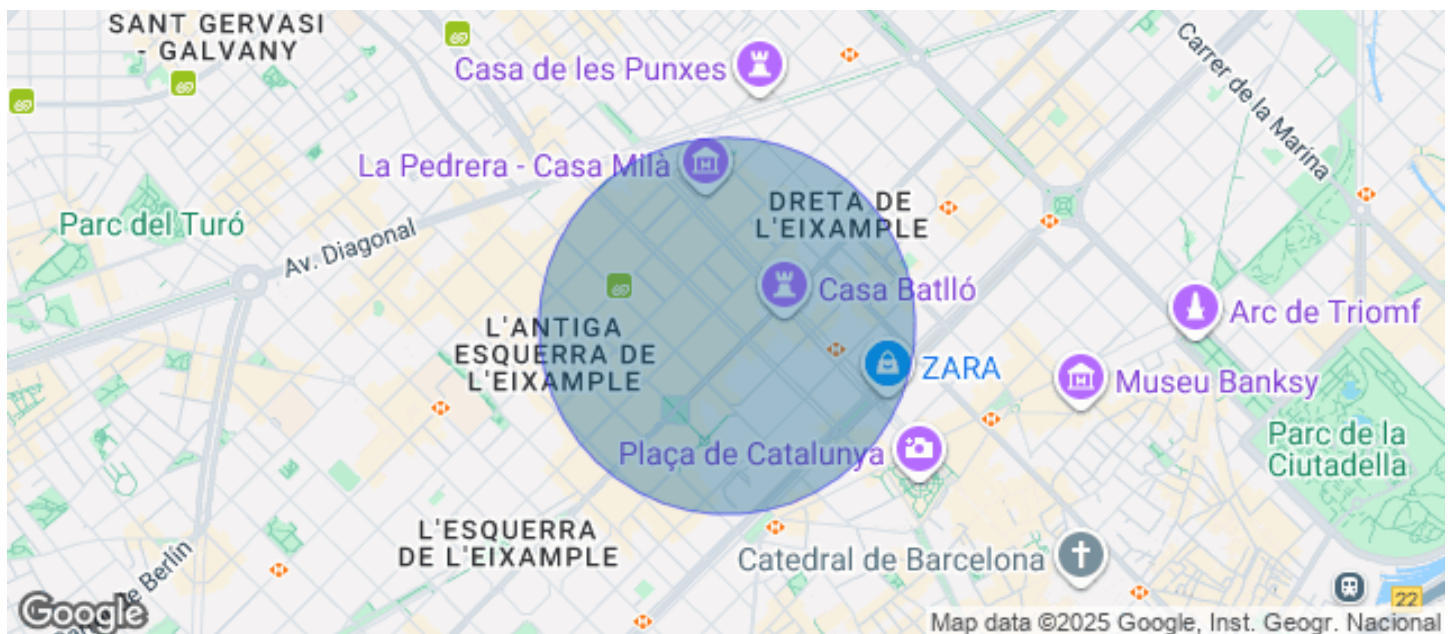 SANT GERVASI
- GALVANY
Casa de les Punxes
Carrer de la Marina
La Pedrera - Casa Milà
DRETA DE
L'EIXAMPLE
Parc del Turó
Av. Diagonal
Casa Batlló
Arc de Triomf
L'ANTIGA
ESQUERRA DE
L'EIXAMPLE
ZARA
Museu Banksy
Plaça de Catalunya
Parc de la
Ciutadella
L'ESQUERRA
DE L'EIXAMPLE
Catedral de Barcelona
de Berlín
22
Google
Map data ©2025 Google, Inst. Geogr. Nacional